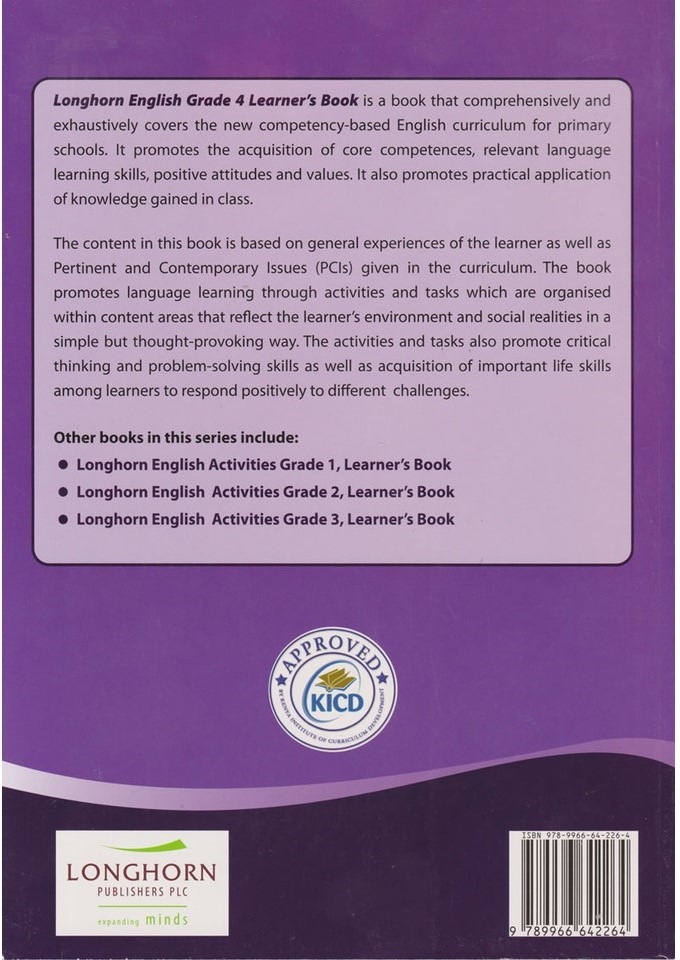 Longhorn English Grade 4 Learner's Book is a book that comprehensively and
exhaustively covers the new competency-based English curriculum for primary
schools. It promotes the acquisition of core competences, relevant language
learning skills, positive attitudes and values. It also promotes practical application
of knowledge gained in class.
The content in this book is based on general experiences of the learner as well as
Pertinent and Contemporary Issues (PCIs) given in the curriculum. The book
promotes language learning through activities and tasks which are organised
within content areas that reflect the learner's environment and social realities in a
simple but thought-provoking way. The activities and tasks also promote critical
thinking and problem-solving skills as well as acquisition of important life skills
among learners to respond positively to different challenges.
Other books in this series include:
● Longhorn English Activities Grade 1, Learner's Book
● Longhorn English Activities Grade 2, Learner's Book
● Longhorn English Activities Grade 3, Learner's Book
APPROVED
KICD
BY KENYA INSTITUTE OF CURRICULUM DEVELOPMENT
LONGHORN
PUBLISHERS PLC
expanding minds
ISBN 978-9966-64-226-4
9 789966 642264